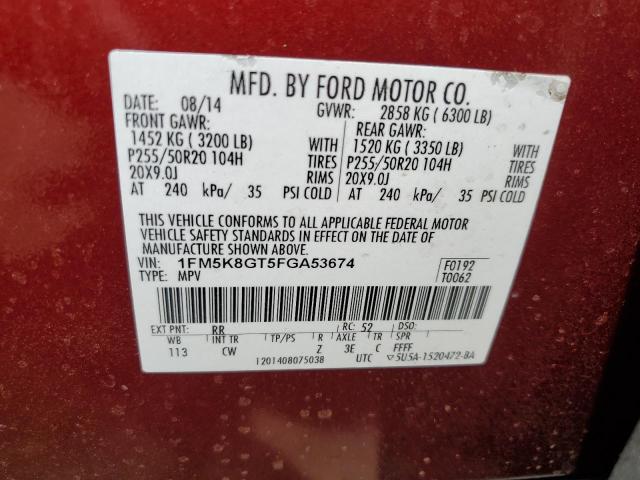 MFD. BY FORD MOTOR CO.
DATE: 08/14 GVWR: 2858 KG ( 6300 LB)
FRONT GAWR: REAR GAWR:
1452 KG ( 3200 LB) WITH 1520 KG ( 3350 LB) WITH
P255/50R20 104H TIRES P255/50R20 104H TIRES
20X9.0J RIMS 20X9.0J RIMS
AT 240 kPa/ 35 PSI COLD AT 240 kPa/ 35 PSI COLD
THIS VEHICLE CONFORMS TO ALL APPLICABLE FEDERAL MOTOR
VEHICLE SAFETY STANDARDS IN EFFECT ON THE DATE OF
MANUFACTURE SHOWN ABOVE.
VIN: 1FM5K8GT5FGA53674 F0192
TYPE: MPV T0062
EXT PNT: RR RC: 52 DSO:
WB INT TR TP/PS R AXLE TR SPR
113 CW Z 3E C FFFF
1201408075038 UTC ▽5U5A-1520472-BA